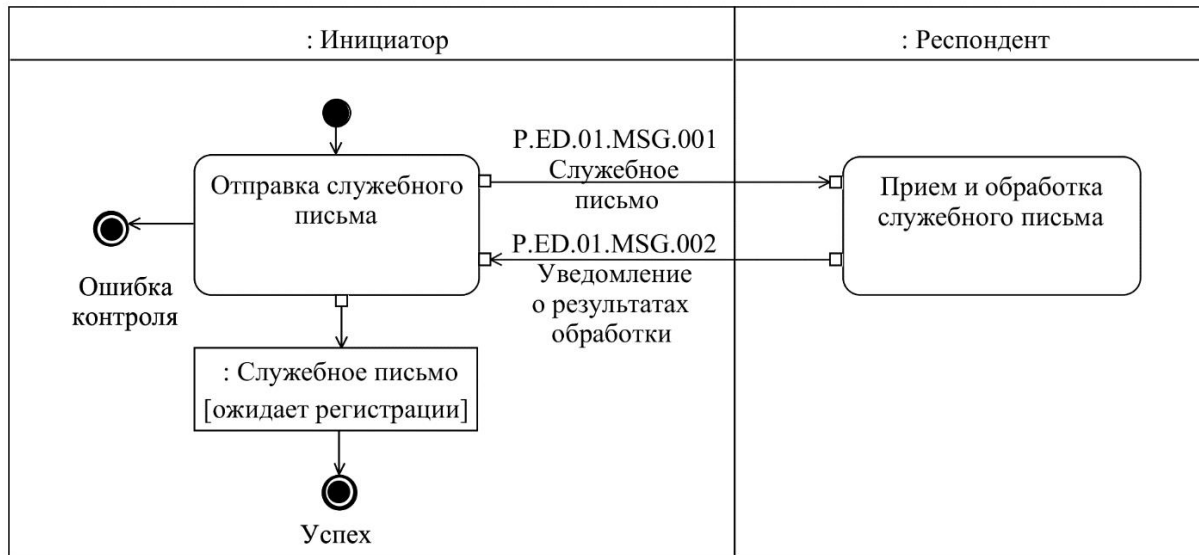 : Инициатор
: Респондент
P.ED.01.MSG.001
Служебное
письмо
Отправка служебного
письма
Прием и обработка
служебного письма
P.ED.01.MSG.002
Уведомление
о результатах
обработки
Ошибка
контроля
: Служебное письмо
[ожидает регистрации]
Успех